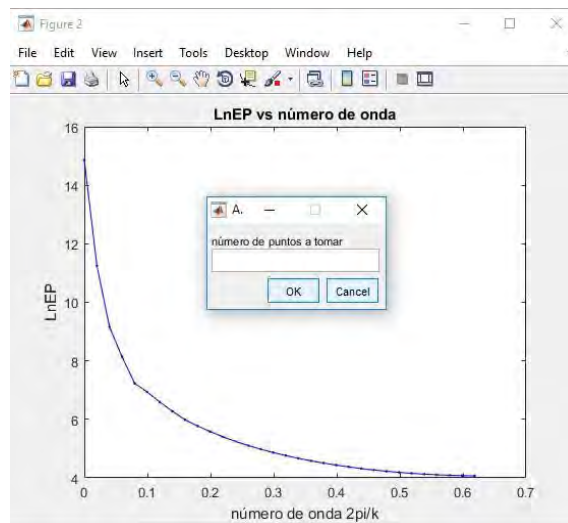 Figure 2
File Edit View Insert Tools Desktop Window Help
LnEP vs número de onda
16
14
12
10
8
6
4
LnEP
A.
número de puntos a tomar
OK Cancel
0 0.1 0.2 0.3 0.4 0.5 0.6 0.7
número de onda 2pi/k